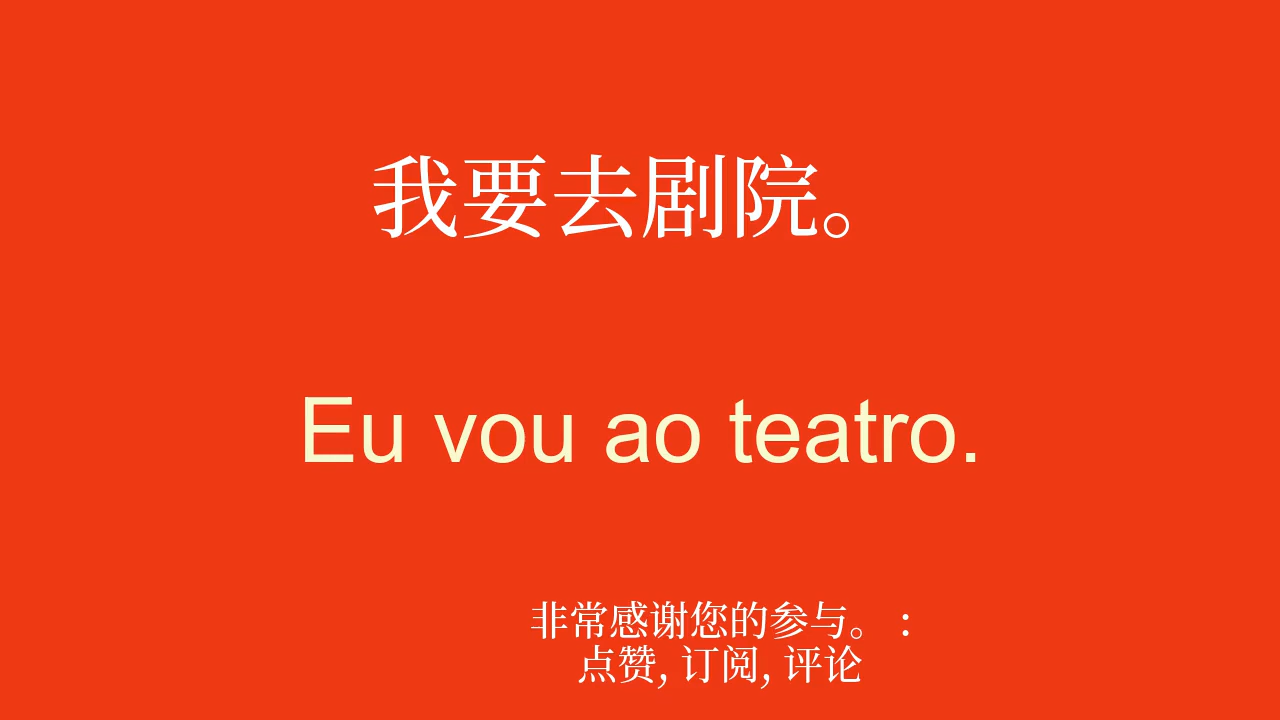 我要去剧院。
Eu vou ao teatro.
非常感谢您的参与。 :
点赞, 订阅, 评论